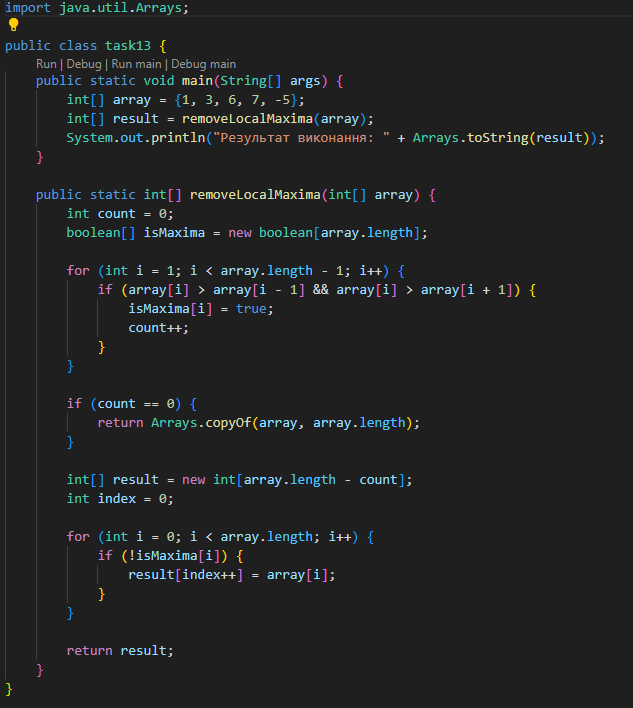 import java.util.Arrays;
public class task13 {
Run | Debug | Run main | Debug main
    public static void main(String[] args) {
        int[] array = {1, 3, 6, 7, -5};
        int[] result = removeLocalMaxima(array);
        System.out.println("Результат виконання: " + Arrays.toString(result));
    }
    public static int[] removeLocalMaxima(int[] array) {
        int count = 0;
        boolean[] isMaxima = new boolean[array.length];
        for (int i = 1; i < array.length - 1; i++) {
            if (array[i] > array[i - 1] && array[i] > array[i + 1]) {
                isMaxima[i] = true;
                count++;
            }
        }
        if (count == 0) {
            return Arrays.copyOf(array, array.length);
        }
        int[] result = new int[array.length - count];
        int index = 0;
        for (int i = 0; i < array.length; i++) {
            if (!isMaxima[i]) {
                result[index++] = array[i];
            }
        }
        return result;
    }
}